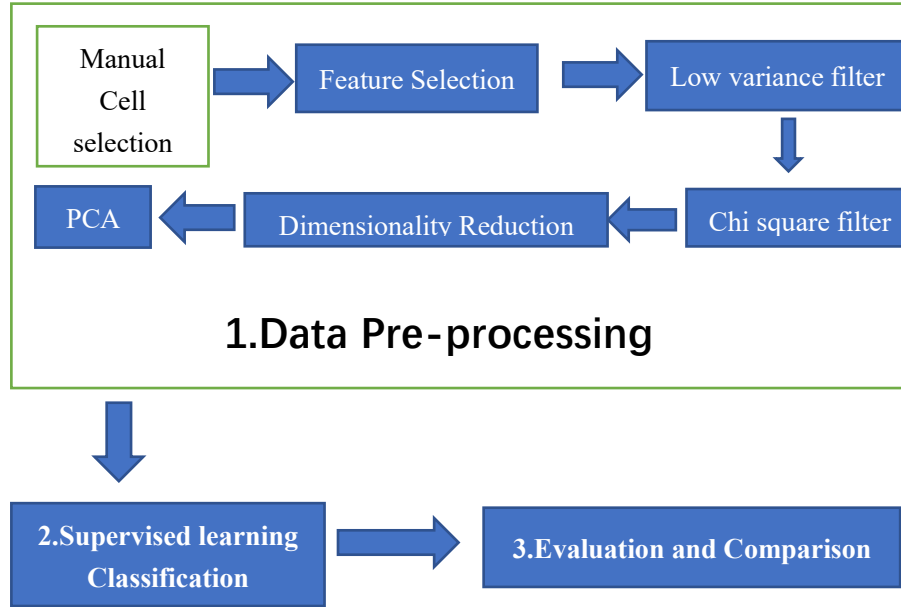 Manual
Cell
selection
Feature Selection
Low variance filter
PCA
Dimensionality Reduction
Chi square filter
1.Data Pre-processing
2.Supervised learning
Classification
3.Evaluation and Comparison